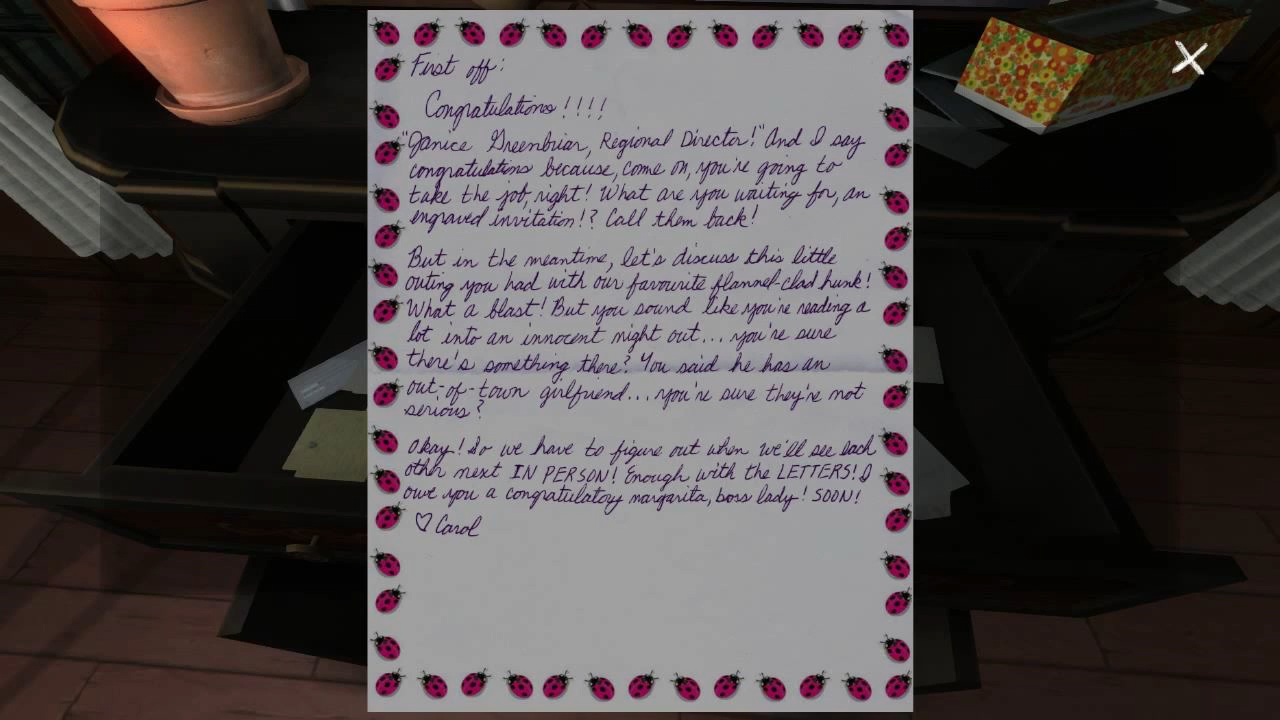 First off:
Congratulations!!!!
"Janice Greenbriar, Regional Director!" And I say
congratulations because, come on, you're going to
take the job, right! What are you waiting for, an
engraved invitation!? Call them back!
But in the meantime, let's discuss this little
outing you had with our favourite flannel-clad hunk!
What a blast! But you sound like you're reading a
lot into an innocent night out... you're sure
there's something there? You said he has an
out-of-town girlfriend... you're sure they're not
serious?
Okay! So we have to figure out when we'll see each
other next IN PERSON! Enough with the LETTERS! I
owe you a congratulatory margarita, boss lady! SOON!
♡ Carol